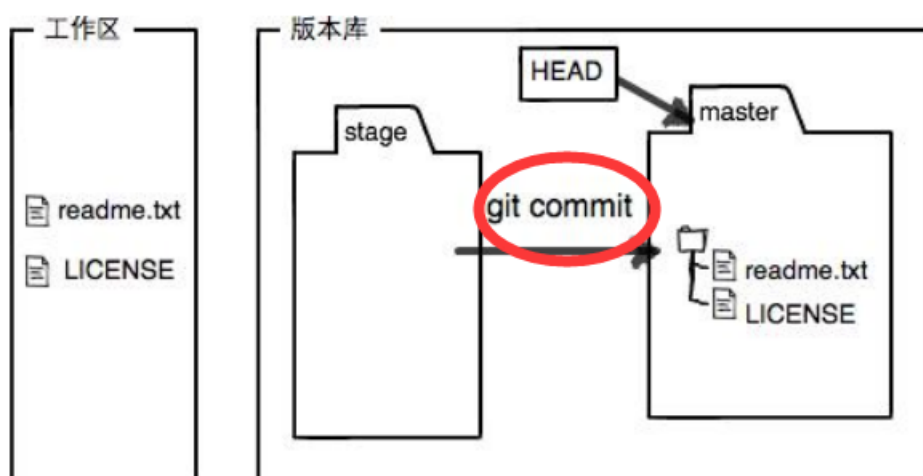 工作区
版本库
HEAD
stage
master
git commit
readme.txt
LICENSE
readme.txt
LICENSE